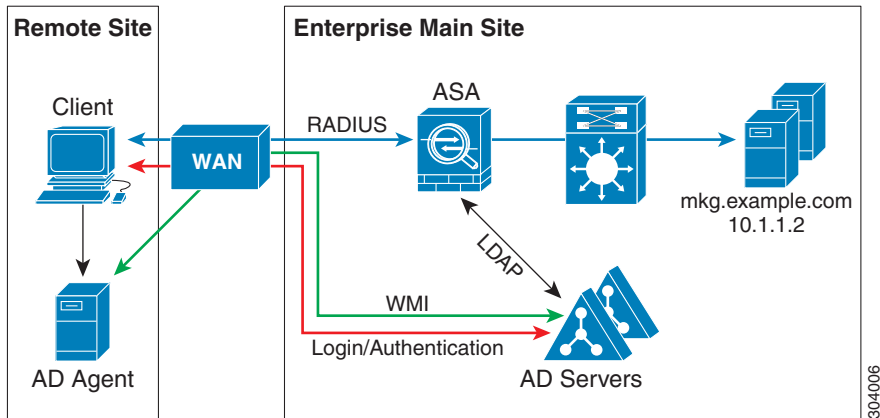 Remote Site
Enterprise Main Site
Client
ASA
RADIUS
WAN
mkg.example.com
10.1.1.2
LDAP
WMI
Login/Authentication
AD Agent
AD Servers
304006